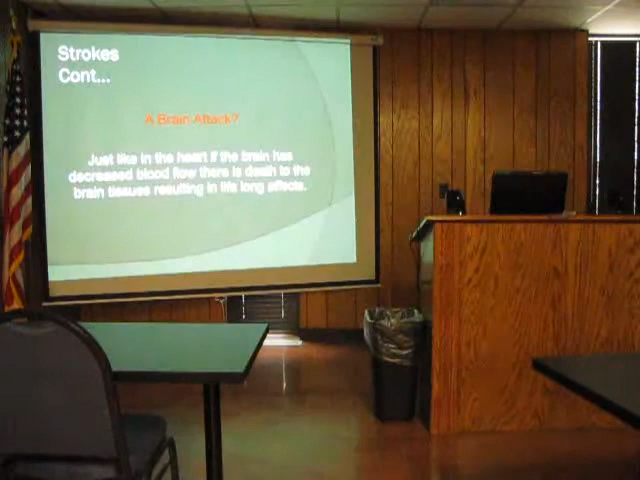 Strokes
Cont...
A Brain Attack?
Just like in the heart if the brain has
decreased blood flow there is death to the
brain tissues resulting in life long affects.